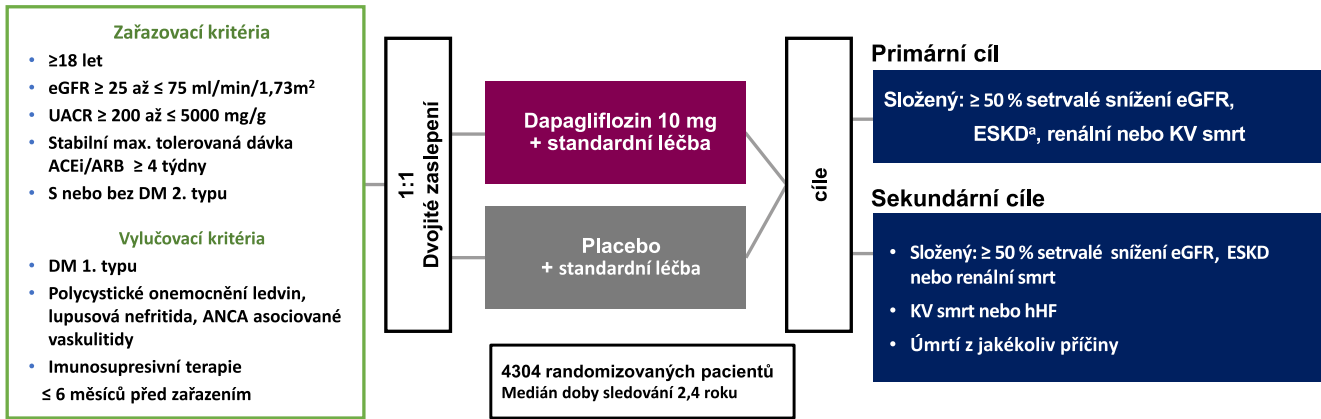 Zařazovací kritéria
• ≥18 let
• eGFR ≥ 25 až ≤ 75 ml/min/1,73m²
• UACR ≥ 200 až ≤ 5000 mg/g
• Stabilní max. tolerovaná dávka
ACEi/ARB ≥ 4 týdny
• S nebo bez DM 2. typu
Vylučovací kritéria
• DM 1. typu
• Polycystické onemocnění ledvin,
lupusová nefritida, ANCA asociované
vaskulitidy
• Imunosupresivní terapie
≤ 6 měsíců před zařazením
1:1
Dvojité zaslepení
Dapagliflozin 10 mg
+ standardní léčba
Placebo
+ standardní léčba
4304 randomizovaných pacientů
Medián doby sledování 2,4 roku
cíle
Primární cíl
Složený: ≥ 50 % setrvalé snížení eGFR,
ESKDᵃ, renální nebo KV smrt
Sekundární cíle
• Složený: ≥ 50 % setrvalé snížení eGFR, ESKD
nebo renální smrt
• KV smrt nebo hHF
• Úmrtí z jakékoliv příčiny